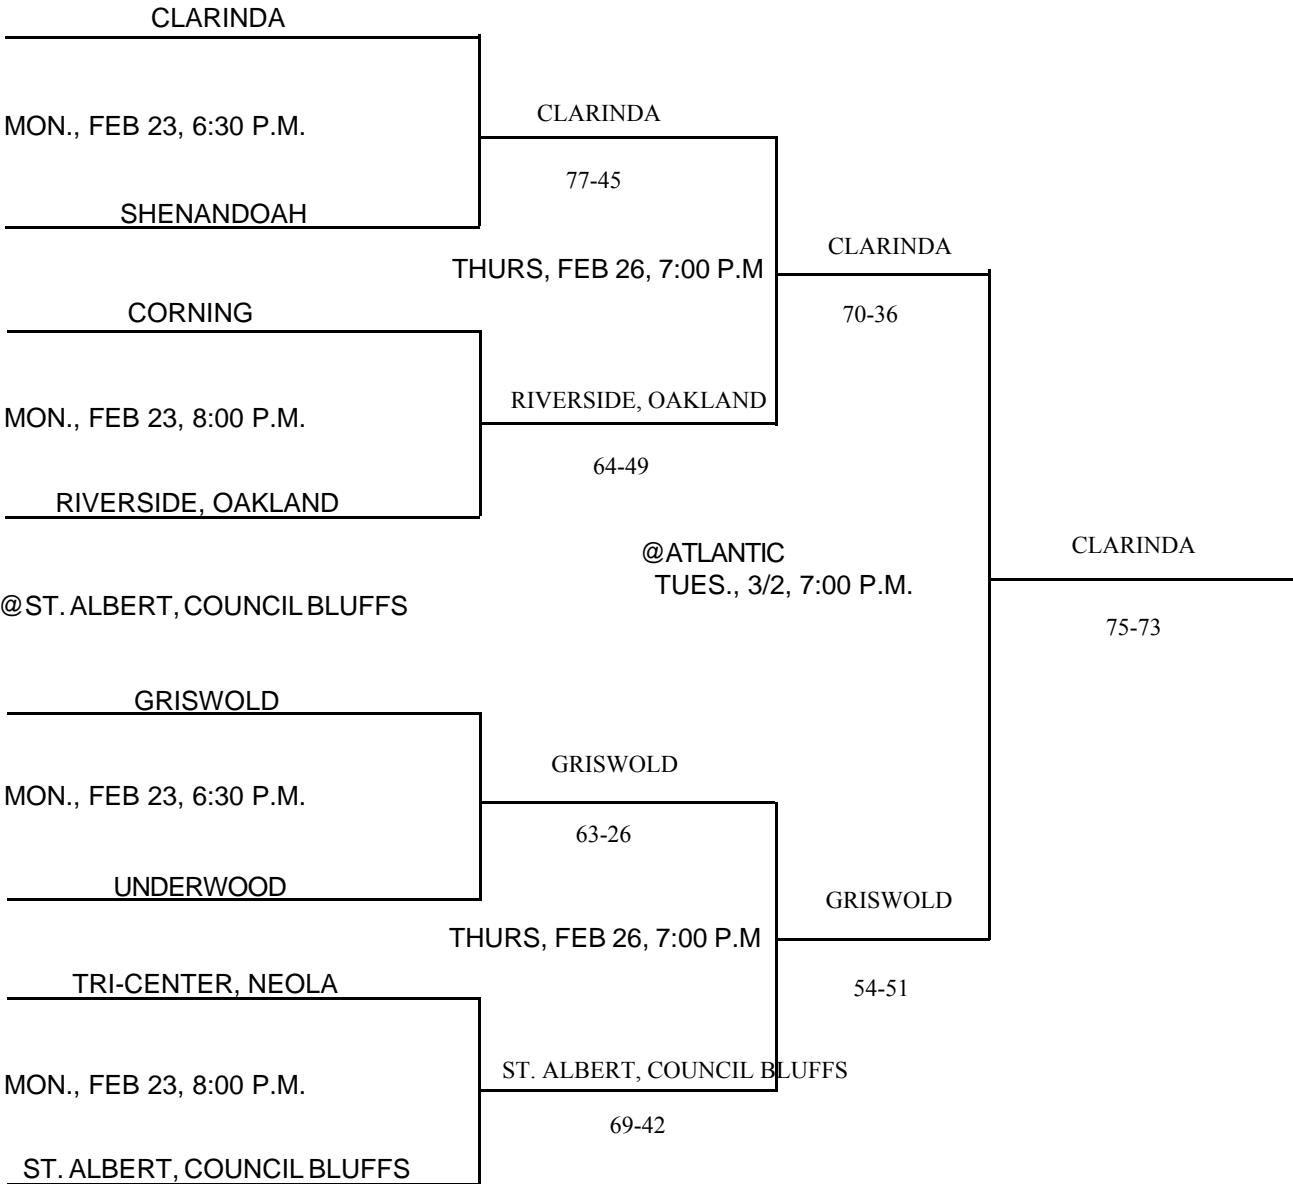 CLARINDA
MON., FEB 23, 6:30 P.M.
CLARINDA
77-45
SHENANDOAH
THURS, FEB 26, 7:00 P.M
CLARINDA
CORNING
70-36
MON., FEB 23, 8:00 P.M.
RIVERSIDE, OAKLAND
64-49
RIVERSIDE, OAKLAND
@ATLANTIC
TUES., 3/2, 7:00 P.M.
CLARINDA
75-73
@ST. ALBERT, COUNCIL BLUFFS
GRISWOLD
MON., FEB 23, 6:30 P.M.
GRISWOLD
63-26
UNDERWOOD
THURS, FEB 26, 7:00 P.M
GRISWOLD
54-51
TRI-CENTER, NEOLA
MON., FEB 23, 8:00 P.M.
ST. ALBERT, COUNCIL BLUFFS
69-42
ST. ALBERT, COUNCIL BLUFFS